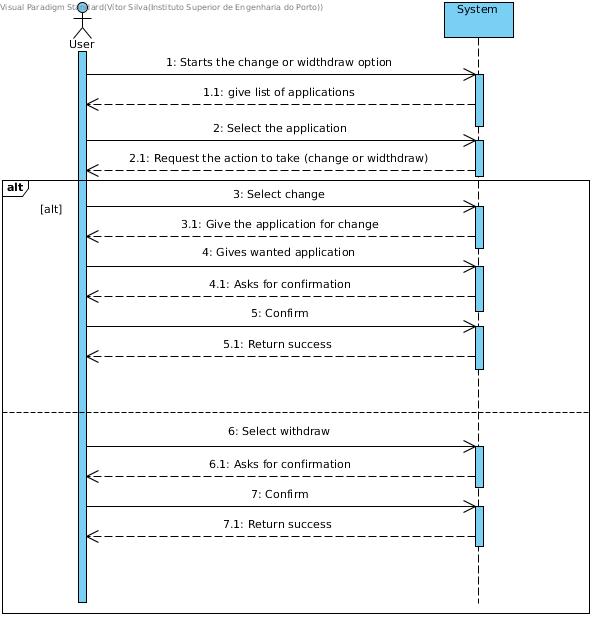 Visual Paradigm Standard(Vítor Silva(Instituto Superior de Engenharia do Porto))
System
User
1: Starts the change or widthdraw option
1.1: give list of applications
2: Select the application
2.1: Request the action to take (change or widthdraw)
alt
3: Select change
[alt]
3.1: Give the application for change
4: Gives wanted application
4.1: Asks for confirmation
5: Confirm
5.1: Return success
6: Select withdraw
6.1: Asks for confirmation
7: Confirm
7.1: Return success